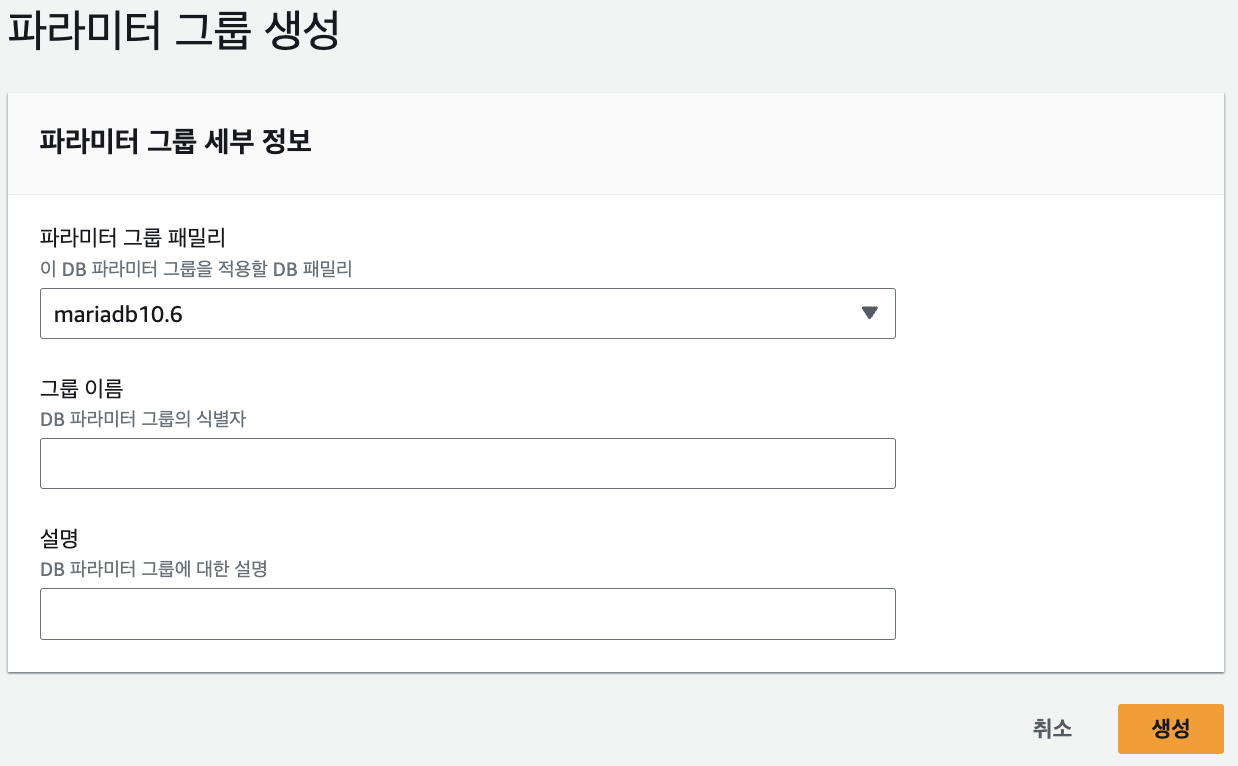 파라미터 그룹 생성
파라미터 그룹 세부 정보
파라미터 그룹 패밀리
이 DB 파라미터 그룹을 적용할 DB 패밀리
mariadb10.6
그룹 이름
DB 파라미터 그룹의 식별자
설명
DB 파라미터 그룹에 대한 설명
취소
생성